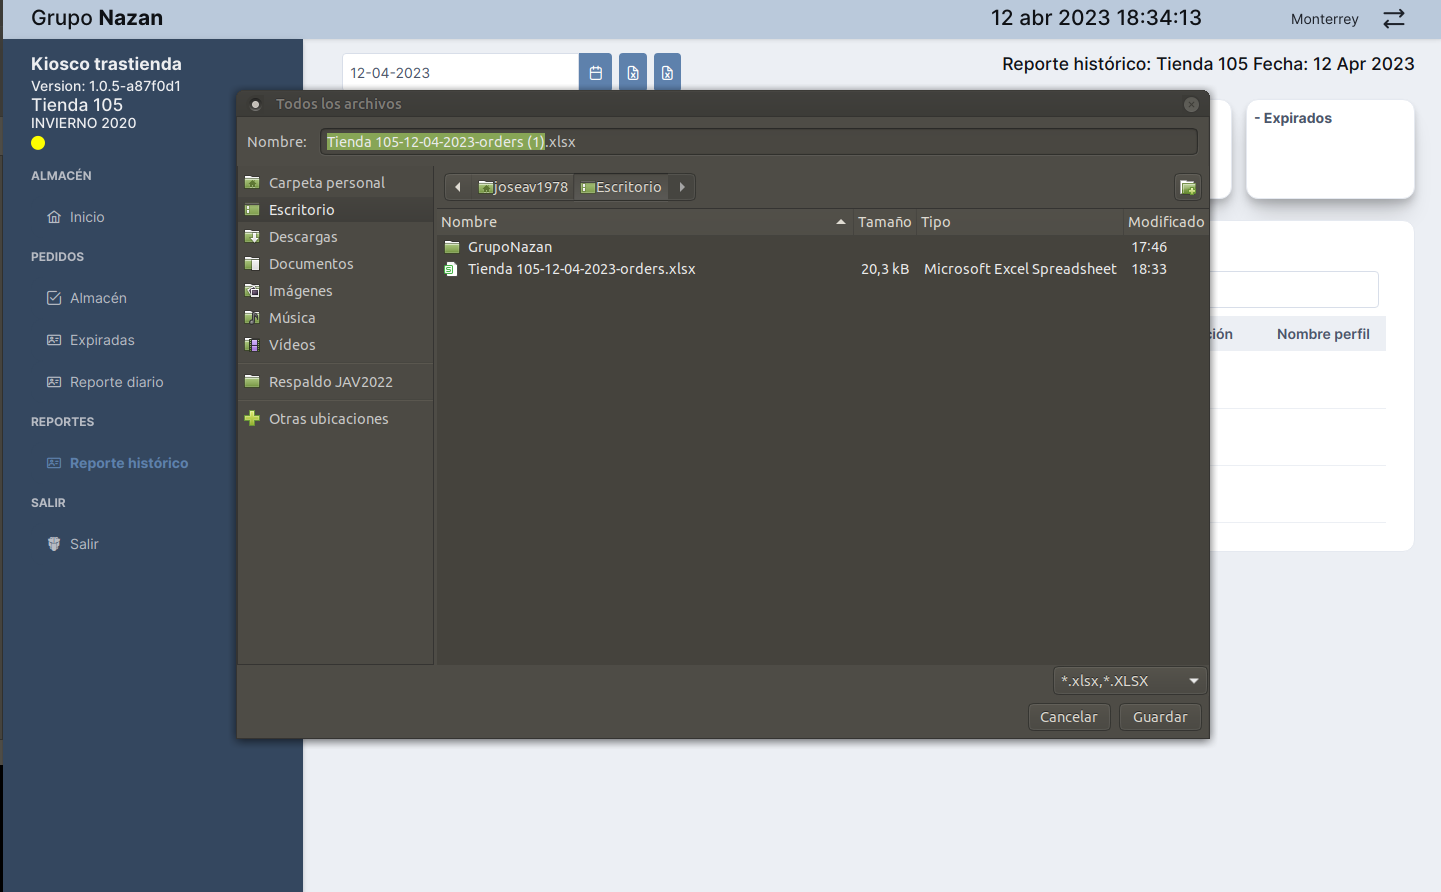 Grupo Nazan
12 abr 2023 18:34:13
Monterrey
Kiosco trastienda
Version: 1.0.5-a87f0d1
Tienda 105
INVIERNO 2020
ALMACÉN
Inicio
PEDIDOS
Almacén
Expiradas
Reporte diario
REPORTES
Reporte histórico
SALIR
Salir
12-04-2023
Reporte histórico: Tienda 105 Fecha: 12 Apr 2023
- Expirados
ción Nombre perfil
Todos los archivos
Nombre: Tienda 105-12-04-2023-orders (1).xlsx
Carpeta personal
Escritorio
Descargas
Documentos
Imágenes
Música
Vídeos
Respaldo JAV2022
Otras ubicaciones
joseav1978 Escritorio
Nombre Tamaño Tipo Modificado
GrupoNazan 17:46
Tienda 105-12-04-2023-orders.xlsx 20,3 kB Microsoft Excel Spreadsheet 18:33
*.xlsx,*.XLSX
Cancelar Guardar